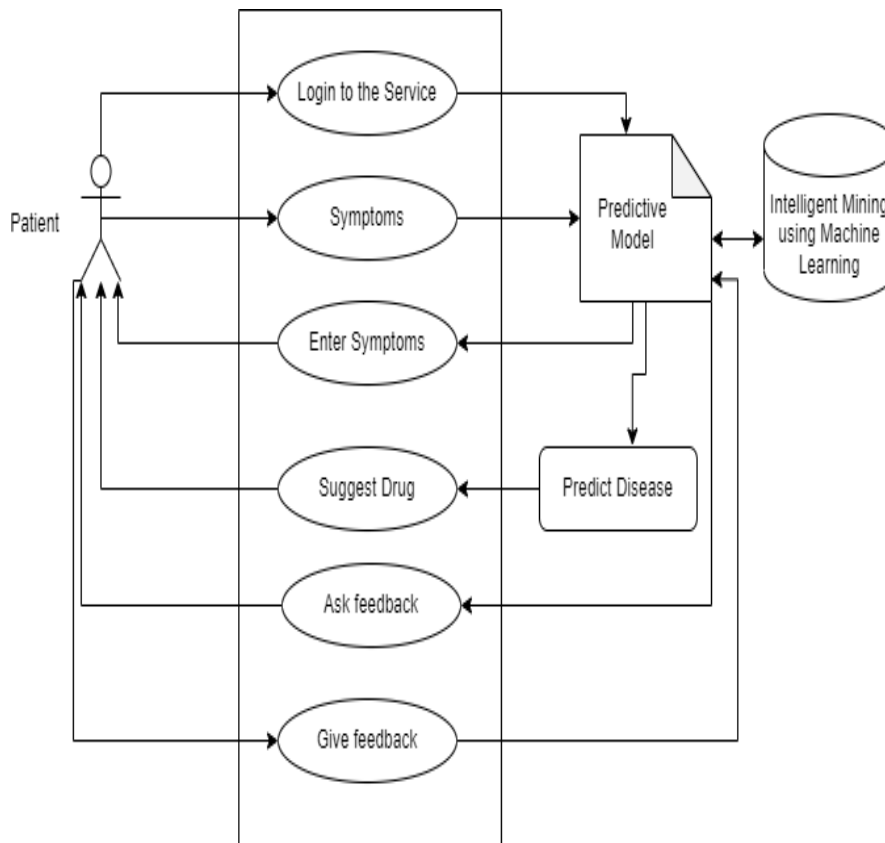 Login to the Service
Patient
Symptoms
Predictive
Model
Intelligent Mining
using Machine
Learning
Enter Symptoms
Suggest Drug
Predict Disease
Ask feedback
Give feedback